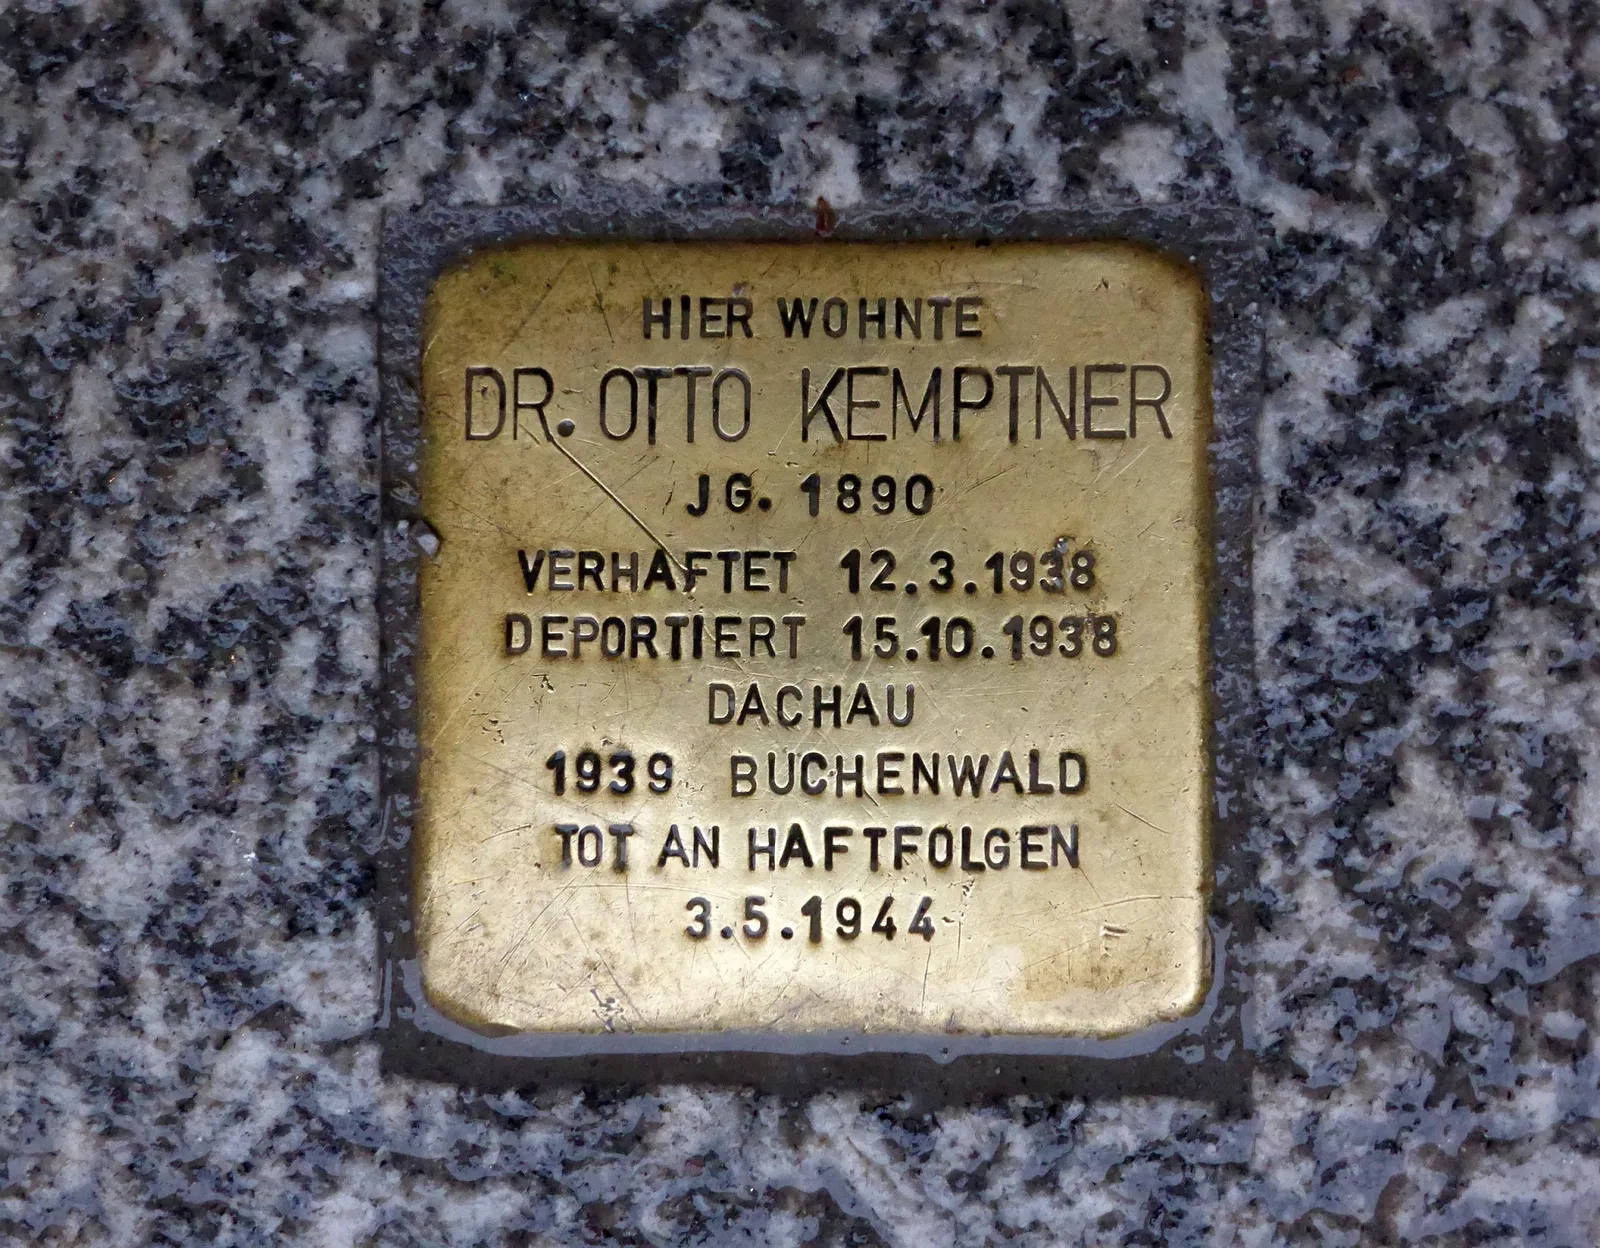 HIER WOHNTE
DR. OTTO KEMPTNER
JG. 1890
VERHAFTET 12.3.1938
DEPORTIERT 15.10.1938
DACHAU
1939 BUCHENWALD
TOT AN HAFTFOLGEN
3.5.1944